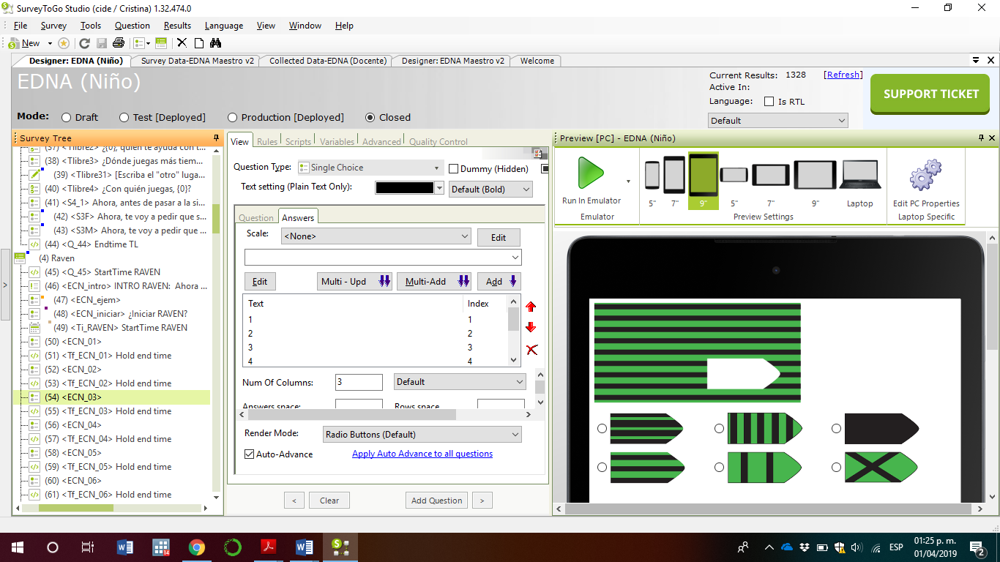 SurveyToGo Studio (cide / Cristina) 1.32.474.0
File Survey Tools Question Results Language View Window Help
New
Designer: EDNA (Niño) Survey Data-EDNA Maestro v2 Collected Data-EDNA (Docente) Designer: EDNA Maestro v2 Welcome
EDNA (Niño)
Current Results: 1328 [Refresh]
Active In:
Language: Is RTL
Default
SUPPORT TICKET
Mode: Draft Test [Deployed] Production [Deployed] Closed
Survey Tree
(37) <Tlibre2> ¿{0}, quién te ayuda con t...
(38) <Tlibre3> ¿Dónde juegas más tiem...
(39) <Tlibre31> [Escriba el "otro" luga...
(40) <Tlibre4> ¿Con quién juegas, {0}?
(41) <S4_1> Ahora, antes de pasar a la si...
(42) <S3F> Ahora, te voy a pedir que s...
(43) <S3M> Ahora, te voy a pedir que ...
(44) <Q_44> Endtime TL
(4) Raven
(45) <Q_45> StartTime RAVEN
(46) <ECN_intro> INTRO RAVEN: Ahora ...
(47) <ECN_ejem>
(48) <ECN_iniciar> ¿Iniciar RAVEN?
(49) <Ti_RAVEN> StartTime RAVEN
(50) <ECN_01>
(51) <Tf_ECN_01> Hold end time
(52) <ECN_02>
(53) <Tf_ECN_02> Hold end time
(54) <ECN_03>
(55) <Tf_ECN_03> Hold end time
(56) <ECN_04>
(57) <Tf_ECN_04> Hold end time
(58) <ECN_05>
(59) <Tf_ECN_05> Hold end time
(60) <ECN_06>
(61) <Tf_ECN_06> Hold end time
View Rules Scripts Variables Advanced Quality Control
Question Type: Single Choice Dummy (Hidden)
Text setting (Plain Text Only): Default (Bold)
Question Answers
Scale: <None> Edit
Edit Multi - Upd Multi-Add Add
Text Index
1 1
2 2
3 3
4 4
Num Of Columns: 3 Default
Answers space: Rows space
Render Mode: Radio Buttons (Default)
Auto-Advance Apply Auto Advance to all questions
< Clear Add Question >
Preview [PC] - EDNA (Niño)
Run In Emulator
Emulator
5" 7" 9" 5" 7" 9" Laptop
Preview Settings
Edit PC Properties
Laptop Specific
14
ESP
01:25 p. m.
01/04/2019
2